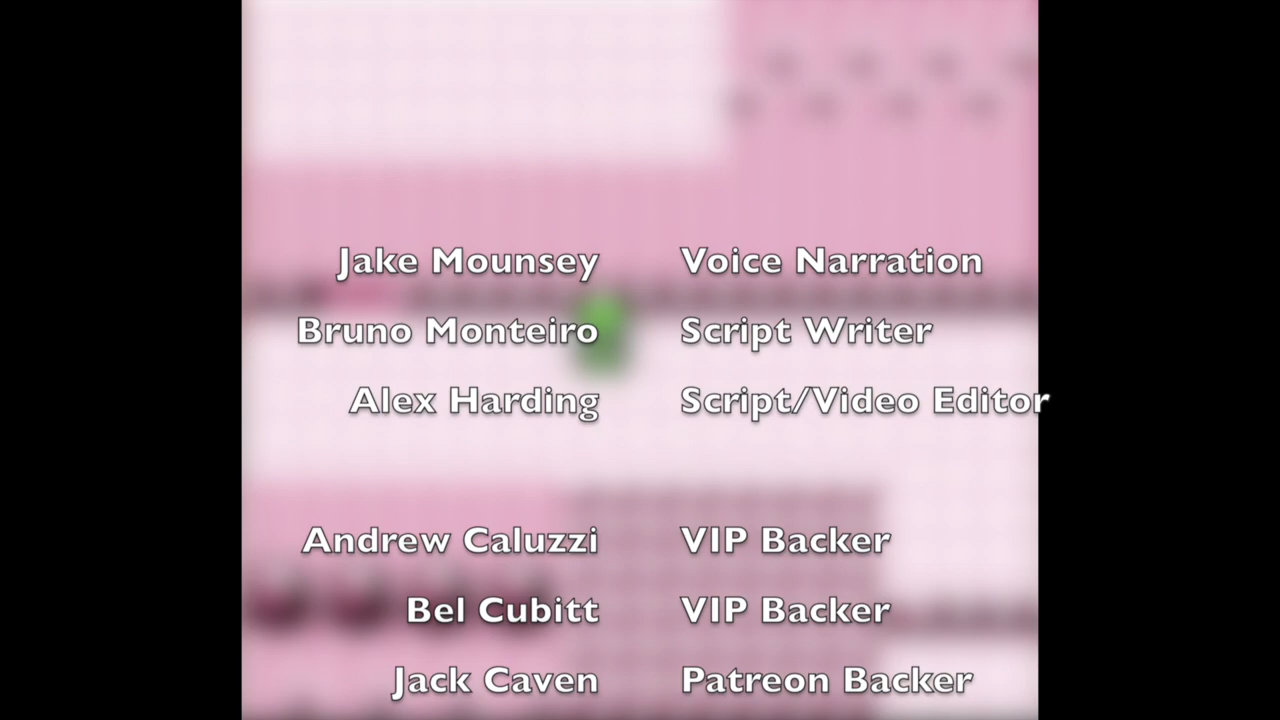 Jake Mounsey Voice Narration
Bruno Monteiro Script Writer
Alex Harding Script/Video Editor
Andrew Caluzzi VIP Backer
Bel Cubitt VIP Backer
Jack Caven Patreon Backer